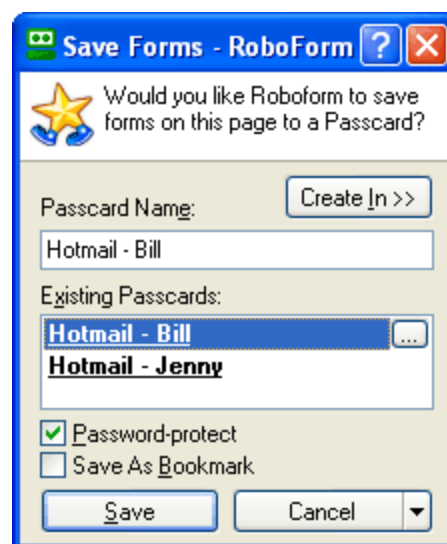 Save Forms - RoboForm ?
Would you like Roboform to save
forms on this page to a Passcard?
Create In >>
Passcard Name:
Hotmail - Bill
Existing Passcards:
Hotmail - Bill ...
Hotmail - Jenny
Password-protect
Save As Bookmark
Save Cancel